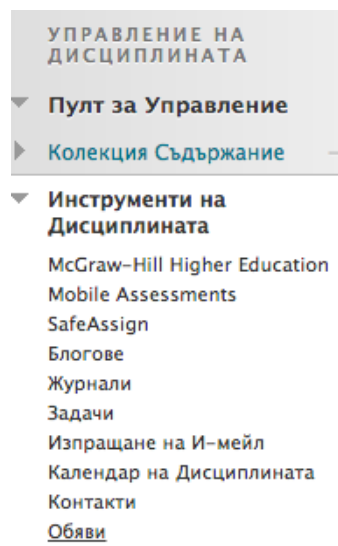 УПРАВЛЕНИЕ НА
ДИСЦИПЛИНАТА
Пулт за Управление
Колекция Съдържание
Инструменти на
Дисциплината
McGraw-Hill Higher Education
Mobile Assessments
SafeAssign
Блогове
Журнали
Задачи
Изпращане на И-мейл
Календар на Дисциплината
Контакти
Обяви